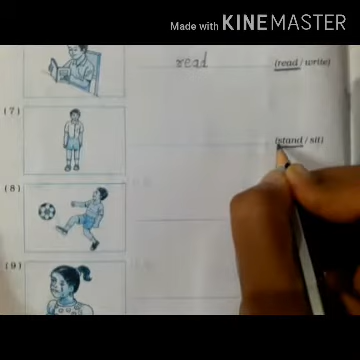 Made with KINEMASTER
read (read / write)
(7)
(stand / sit)
(8)
(9)